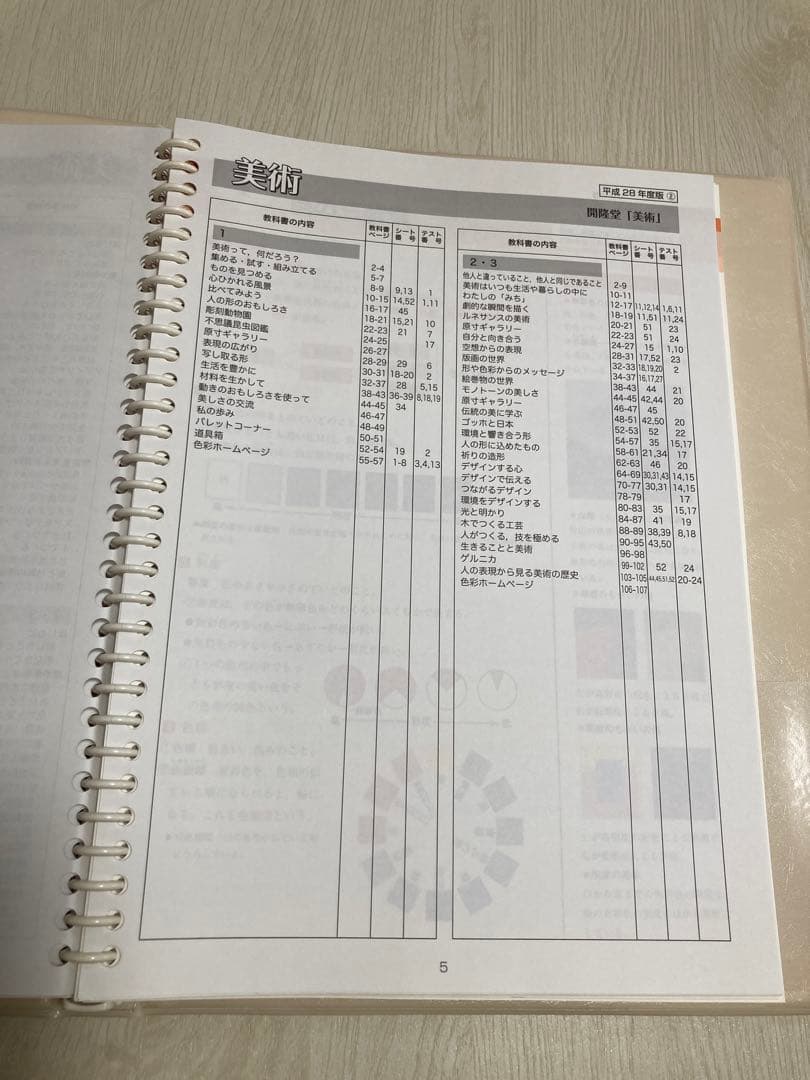 美術
平成28年度版②
開隆堂「美術」
教科書の内容 教科書ページ シート番号 テスト番号
1
美術って，何だろう？ 2-4
集める・試す・組み立てる 5-7
ものを見つめる 8-9 9,13 1
心ひかれる風景 10-15 14,52 1,11
比べてみよう 16-17 45
人の形のおもしろさ 18-21 15,21 10
彫刻動物園 22-23 21 7
不思議昆虫図鑑 24-25 17
原寸ギャラリー 26-27
表現の広がり 28-29 29 6
写し取る形 30-31 18-20 2
生活を豊かに 32-37 28 5,15
材料を生かして 38-43 36-39 8,18,19
動きのおもしろさを使って 44-45 34
美しさの交流 46-47
私の歩み 48-49
パレットコーナー 50-51
道具箱 52-54 19 2
色彩ホームページ 55-57 1-8 3,4,13
教科書の内容 教科書ページ シート番号 テスト番号
2・3
他人と違っていること，他人と同じであること 2-9
美術はいつも生活や暮らしの中に 10-11
わたしの「みち」 12-17 11,12,14 1,6,11
劇的な瞬間を描く 18-19 11,51 11,24
ルネサンスの美術 20-21 51 23
原寸ギャラリー 22-23 51 24
自分と向き合う 24-27 15 1,10
空想からの表現 28-31 17,52 23
版画の世界 32-33 18,19,20 2
形や色彩からのメッセージ 34-37 16,17,27
絵巻物の世界 38-43 44 21
モノトーンの美しさ 44-45 42,44 20
原寸ギャラリー 46-47 45
伝統の美に学ぶ 48-51 42,50 20
ゴッホと日本 52-53 52 22
環境と響き合う形 54-57 35 15,17
人の形に込めたもの 58-61 21,34 17
祈りの造形 62-63 46 20
デザインする心 64-69 30,31,43 14,15
デザインで伝える 70-77 30,31 14,15
つながるデザイン 78-79 17
環境をデザインする 80-83 35 15,17
光と明かり 84-87 41 19
木でつくる工芸 88-89 38,39 8,18
人がつくる，技を極める 90-95 43,50
生きることと美術 96-98
ゲルニカ 99-102 52 24
人の表現から見る美術の歴史 103-105 44,45,51,52 20-24
色彩ホームページ 106-107
5